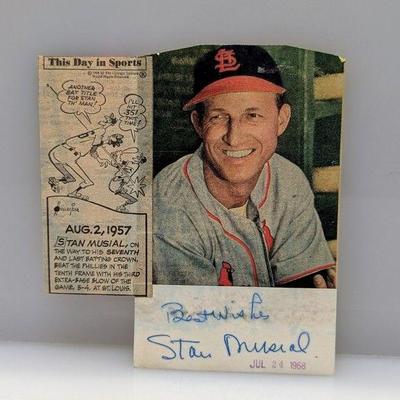 This Day in Sports
ANOTHER
BAT TITLE
FOR STAN
TH' MAN!
I'LL
HIT
.351
THIS
TIME!
AUG. 2, 1957
STAN MUSIAL, ON
THE WAY TO HIS SEVENTH
AND LAST BATTING CROWN,
BEAT THE PHILLIES IN THE
TENTH FRAME WITH HIS THIRD
EXTRA-BASE BLOW OF THE
GAME, 3-4, AT ST. LOUIS.
StL
Best Wishes
Stan Musial
JUL 24 1968